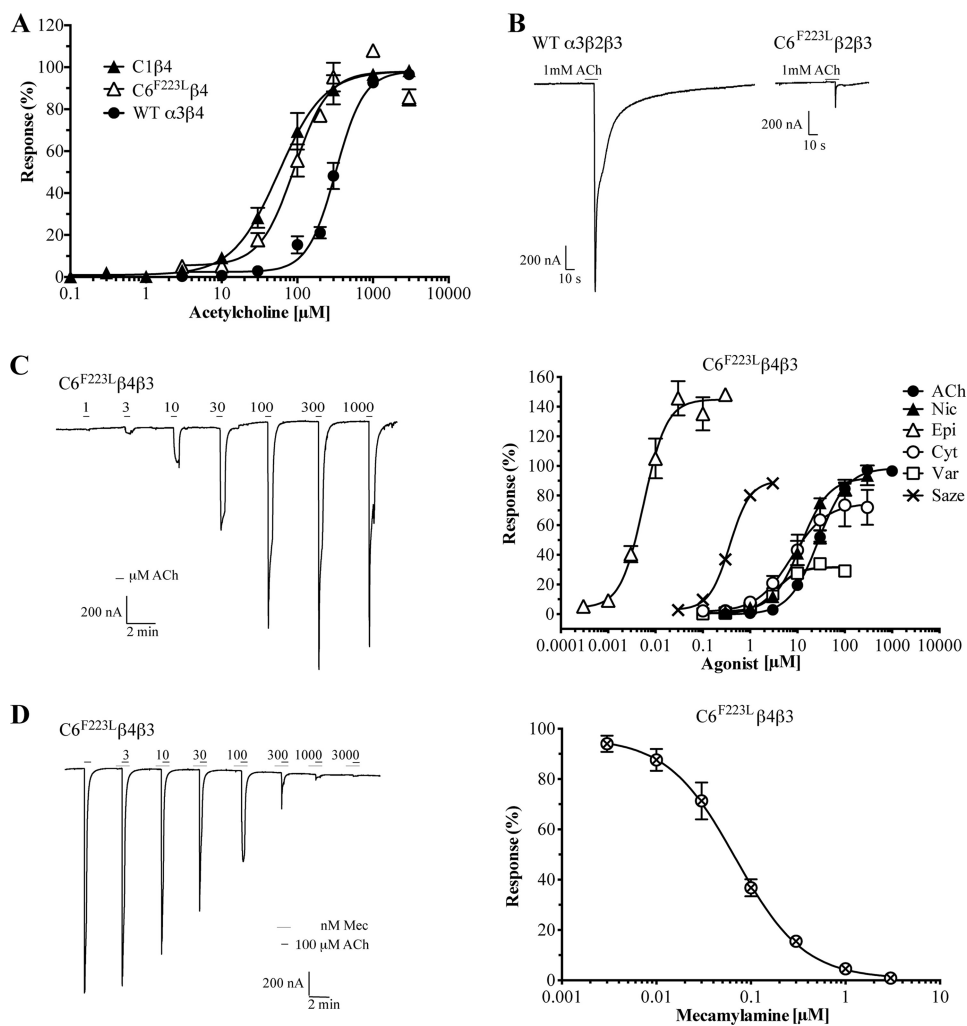 A
120
100
80
60
40
20
0
Response (%)
C1β4
C6F223Lβ4
WT α3β4
0.1 1 10 100 1000 10000
Acetylcholine [μM]
B
WT α3β2β3
1mM ACh
200 nA
10 s
C6F223Lβ2β3
1mM ACh
200 nA
10 s
C
C6F223Lβ4β3
1 3 10 30 100 300 1000
μM ACh
200 nA
2 min
C6F223Lβ4β3
160
140
120
100
80
60
40
20
0
Response (%)
ACh
Nic
Epi
Cyt
Var
Saze
0.0001 0.001 0.01 0.1 1 10 100 1000 10000
Agonist [μM]
D
C6F223Lβ4β3
3 10 30 100 300 1000 3000
nM Mec
100 μM ACh
200 nA
2 min
C6F223Lβ4β3
100
80
60
40
20
0
Response (%)
0.001 0.01 0.1 1 10
Mecamylamine [μM]